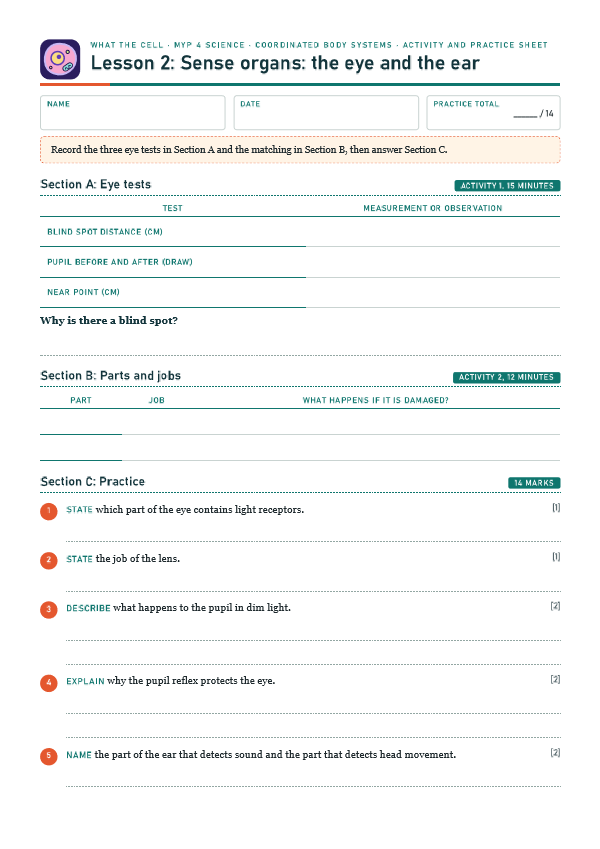 WHAT THE CELL · MYP 4 SCIENCE · COORDINATED BODY SYSTEMS · ACTIVITY AND PRACTICE SHEET
Lesson 2: Sense organs: the eye and the ear
NAME
DATE
PRACTICE TOTAL
_____ / 14
Record the three eye tests in Section A and the matching in Section B, then answer Section C.
Section A: Eye tests
ACTIVITY 1, 15 MINUTES
TEST MEASUREMENT OR OBSERVATION
BLIND SPOT DISTANCE (CM)
PUPIL BEFORE AND AFTER (DRAW)
NEAR POINT (CM)
Why is there a blind spot?
Section B: Parts and jobs
ACTIVITY 2, 12 MINUTES
PART JOB WHAT HAPPENS IF IT IS DAMAGED?
Section C: Practice
14 MARKS
1 STATE which part of the eye contains light receptors. [1]
2 STATE the job of the lens. [1]
3 DESCRIBE what happens to the pupil in dim light. [2]
4 EXPLAIN why the pupil reflex protects the eye. [2]
5 NAME the part of the ear that detects sound and the part that detects head movement. [2]